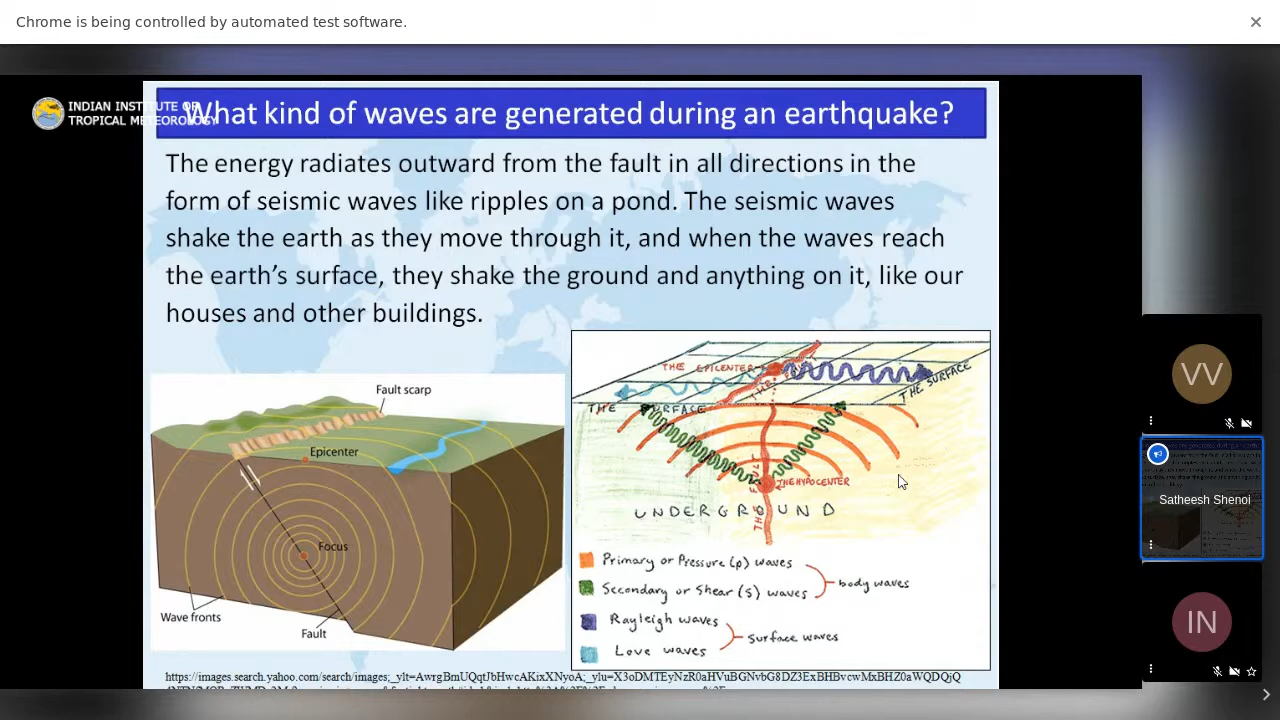 Chrome is being controlled by automated test software.
INDIAN INSTITUTE OF
TROPICAL METEOROLOGY
What kind of waves are generated during an earthquake?
The energy radiates outward from the fault in all directions in the
form of seismic waves like ripples on a pond. The seismic waves
shake the earth as they move through it, and when the waves reach
the earth's surface, they shake the ground and anything on it, like our
houses and other buildings.
Fault scarp
Epicenter
Focus
Wave fronts
Fault
THE EPICENTER
THE SURFACE
THE SURFACE
THE FAULT
THE HYPOCENTER
UNDERGROUND
Primary or Pressure (p) waves
Secondary or Shear (s) waves
body waves
Rayleigh waves
Love waves
Surface waves
VV
Satheesh Shenoi
IN